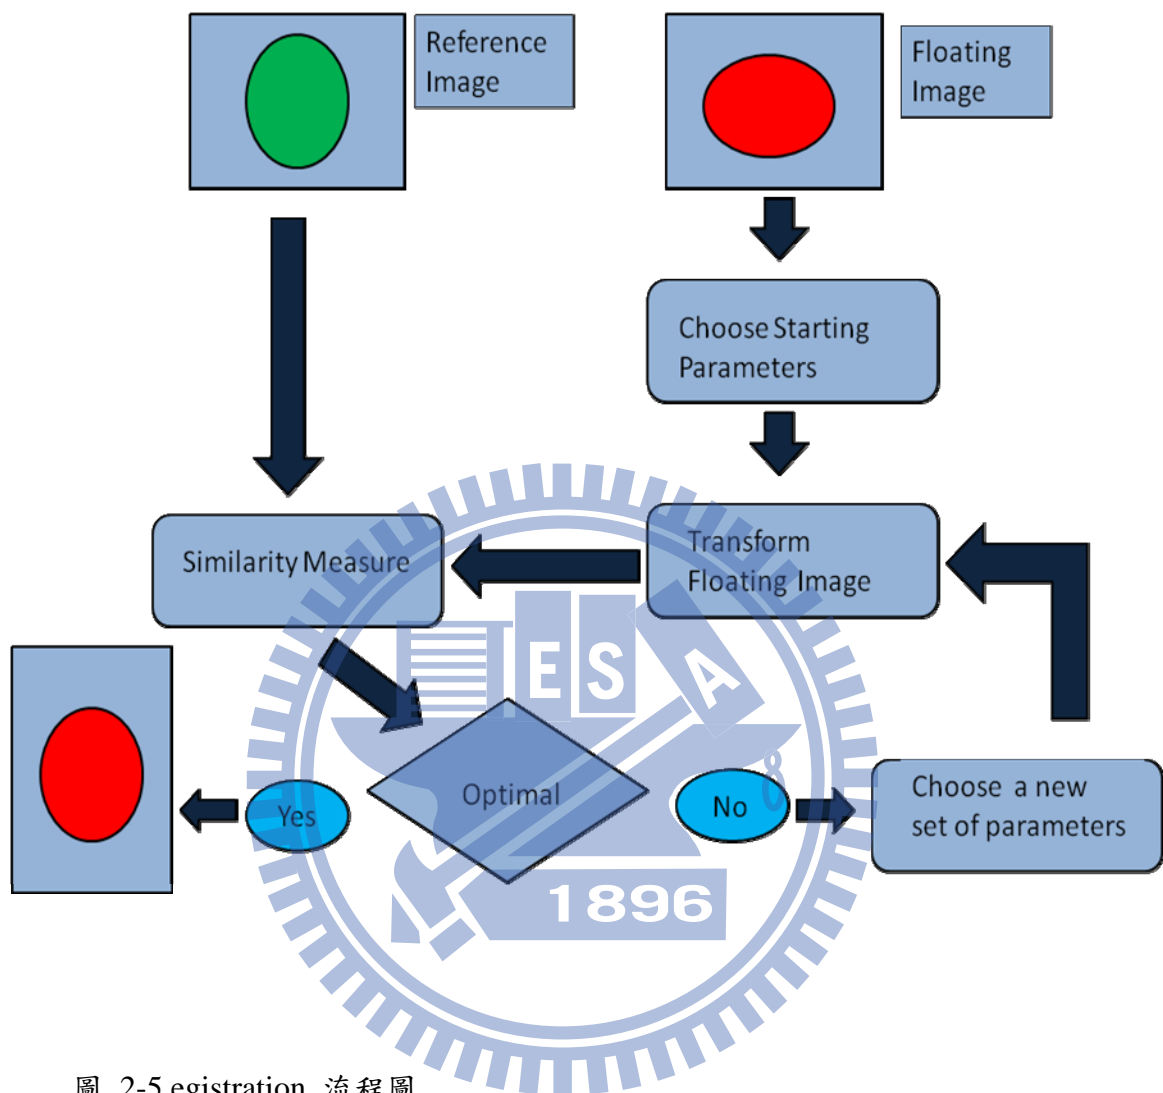 Reference
Image
Floating
Image
Choose Starting
Parameters
Similarity Measure
Transform
Floating Image
E S A
Optimal
Yes
No
Choose a new
set of parameters
8
1896
圖 2-5 egistration 流程圖